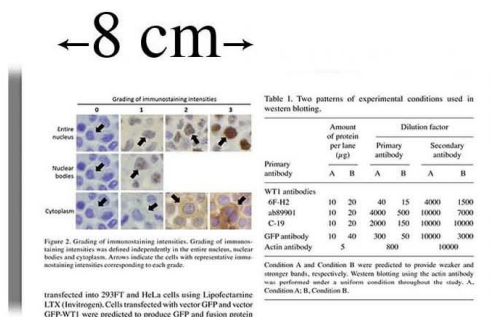 ←8 cm→
Grading of immunostaining intensities
0 1 2 3
Entire
nucleus
Nuclear
bodies
Cytoplasm
Figure 2. Grading of immunostaining intensities. Grading of immunos-
taining intensities was defined independently in the entire nucleus, nuclear
bodies and cytoplasm. Arrows indicate the cells with representative immu-
nostaining intensities corresponding to each grade.
transfected into 293FT and HeLa cells using Lipofectamine
LTX (Invitrogen). Cells transfected with vector GFP and vector
GFP-WT1 were predicted to produce GFP and fusion protein
Table I. Two patterns of experimental conditions used in
western blotting.
Amount
of protein
per lane
(µg)
Dilution factor
Primary
antibody
Secondary
antibody
Primary
antibody
A B A B A B
WT1 antibodies
6F-H2 10 20 40 15 4000 1500
ab89901 10 20 4000 500 10000 7000
C-19 10 20 2000 150 10000 10000
GFP antibody 10 40 300 50 10000 3000
Actin antibody 5 800 10000
Condition A and Condition B were predicted to provide weaker and
stronger bands, respectively. Western blotting using the actin antibody
was performed under a uniform condition throughout the study. A,
Condition A; B, Condition B.